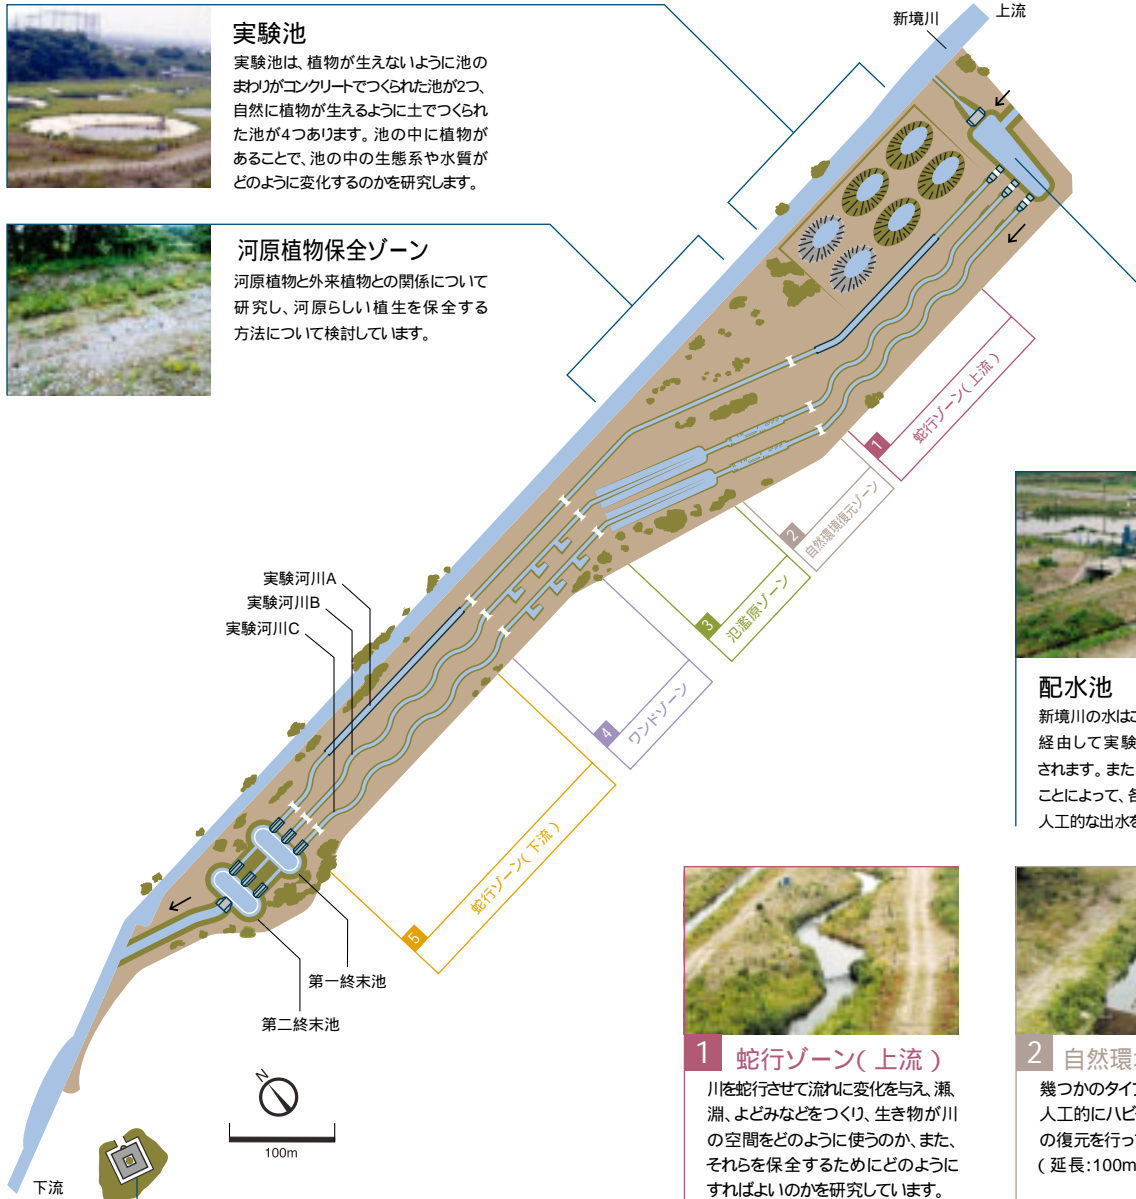 実験池
実験池は、植物が生えないように池の
まわりがコンクリートでつくられた池が2つ、
自然に植物が生えるように土でつくられ
た池が4つあります。池の中に植物が
あることで、池の中の生態系や水質が
どのように変化するのかを研究します。
河原植物保全ゾーン
河原植物と外来植物との関係について
研究し、河原らしい植生を保全する
方法について検討しています。
新境川
上流
1 蛇行ゾーン(上流)
2 自然環境復元ゾーン
3 氾濫原ゾーン
4 ワンドゾーン
5 蛇行ゾーン(下流)
実験河川A
実験河川B
実験河川C
第一終末池
第二終末池
N
100m
下流
配水池
新境川の水はこ
経由して実験
されます。また
ことによって、各
人工的な出水を
1 蛇行ゾーン(上流)
川を蛇行させて流れに変化を与え、瀬、
淵、よどみなどをつくり、生き物が川
の空間をどのように使うのか、また、
それらを保全するためにどのように
すればよいのかを研究しています。
2 自然環
幾つかのタイ
人工的にハビ
の復元を行っ
(延長:100m